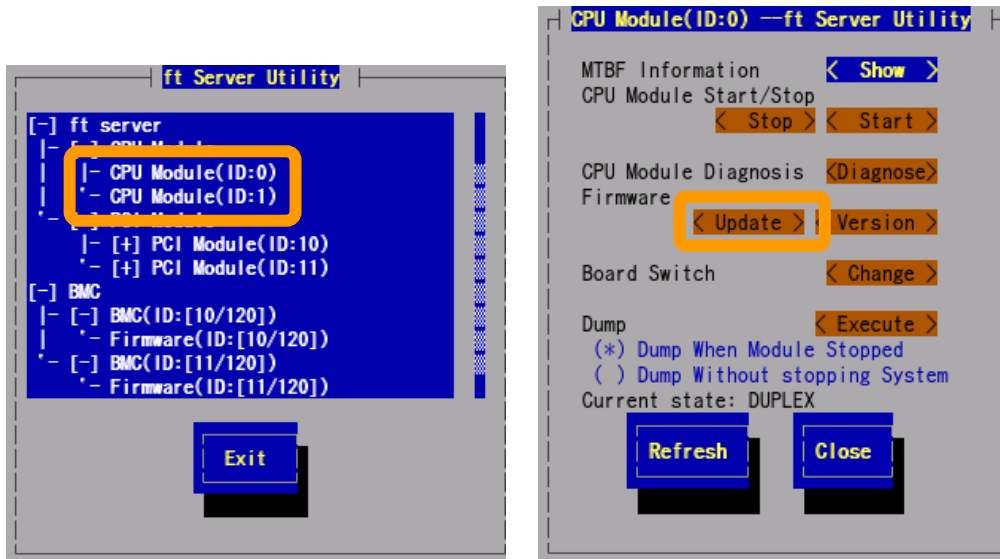 ft Server Utility
[-] ft server
|- [-] CPU Module
| |- CPU Module(ID:0)
| '- CPU Module(ID:1)
'- [-] PCI Module
|- [+] PCI Module(ID:10)
'- [+] PCI Module(ID:11)
[-] BMC
|- [-] BMC(ID:[10/120])
| '- Firmware(ID:[10/120])
'- [-] BMC(ID:[11/120])
'- Firmware(ID:[11/120])
Exit
CPU Module(ID:0) --ft Server Utility
MTBF Information < Show >
CPU Module Start/Stop
< Stop > < Start >
CPU Module Diagnosis <Diagnose>
Firmware
< Update > < Version >
Board Switch < Change >
Dump < Execute >
(*) Dump When Module Stopped
( ) Dump Without stopping System
Current state: DUPLEX
Refresh Close